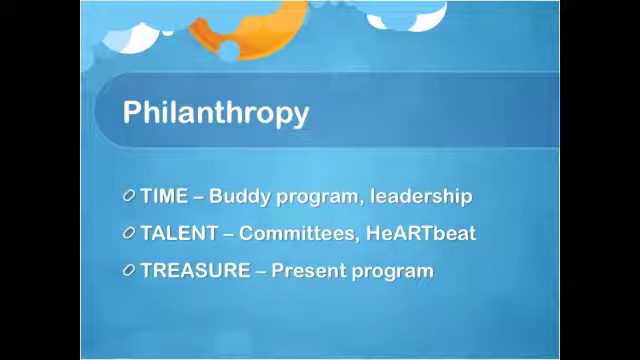 Philanthropy
TIME – Buddy program, leadership
TALENT – Committees, HeARTbeat
TREASURE – Present program